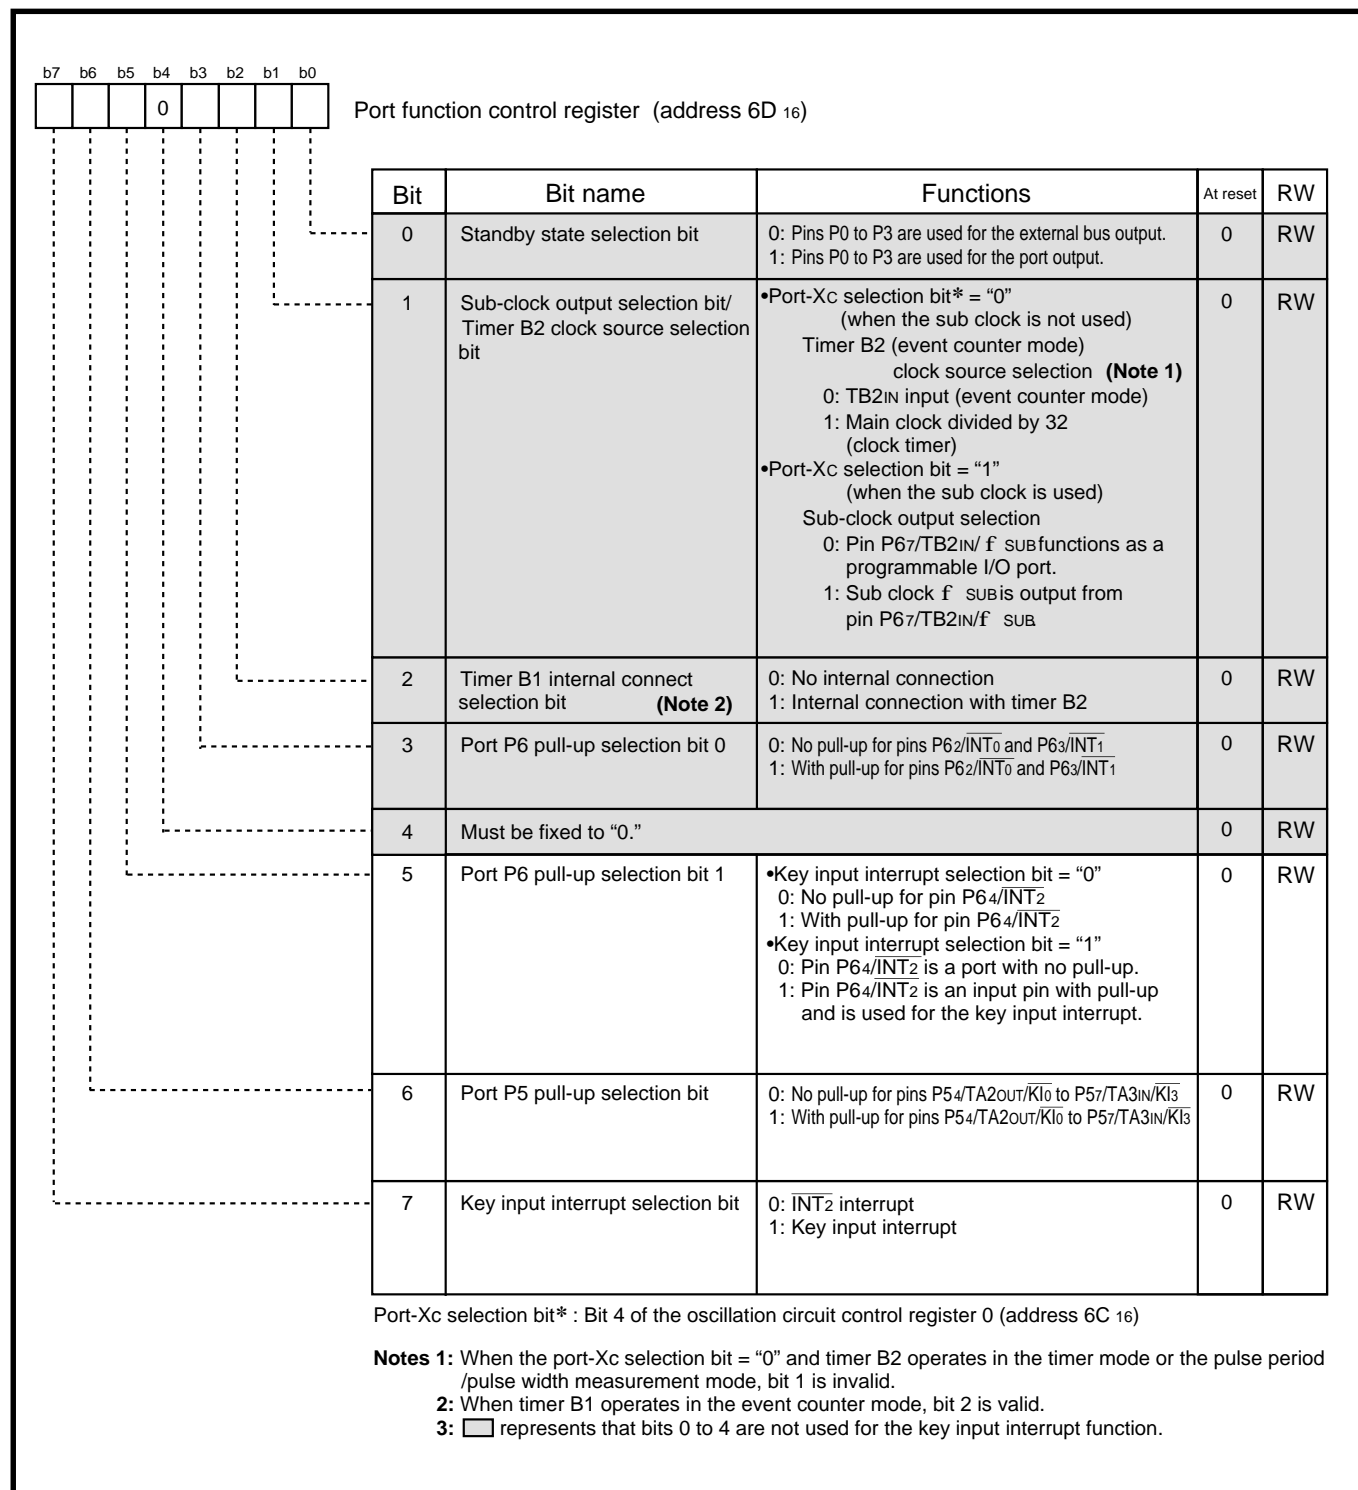 b7 b6 b5 b4 b3 b2 b1 b0
0
Port function control register (address 6D 16)
Bit Bit name Functions At reset RW
0 Standby state selection bit 0: Pins P0 to P3 are used for the external bus output. 0 RW
1: Pins P0 to P3 are used for the port output.
1 Sub-clock output selection bit/ •Port-XC selection bit* = “0” 0 RW
Timer B2 clock source selection (when the sub clock is not used)
bit Timer B2 (event counter mode)
clock source selection (Note 1)
0: TB2IN input (event counter mode)
1: Main clock divided by 32
(clock timer)
•Port-XC selection bit = “1”
(when the sub clock is used)
Sub-clock output selection
0: Pin P67/TB2IN/ f SUB functions as a
programmable I/O port.
1: Sub clock f SUB is output from
pin P67/TB2IN/f SUB.
2 Timer B1 internal connect 0: No internal connection 0 RW
selection bit (Note 2) 1: Internal connection with timer B2
3 Port P6 pull-up selection bit 0 0: No pull-up for pins P62/INT0 and P63/INT1 0 RW
1: With pull-up for pins P62/INT0 and P63/INT1
4 Must be fixed to “0.” 0 RW
5 Port P6 pull-up selection bit 1 •Key input interrupt selection bit = “0” 0 RW
0: No pull-up for pin P64/INT2
1: With pull-up for pin P64/INT2
•Key input interrupt selection bit = “1”
0: Pin P64/INT2 is a port with no pull-up.
1: Pin P64/INT2 is an input pin with pull-up
and is used for the key input interrupt.
6 Port P5 pull-up selection bit 0: No pull-up for pins P54/TA2OUT/KI0 to P57/TA3IN/KI3 0 RW
1: With pull-up for pins P54/TA2OUT/KI0 to P57/TA3IN/KI3
7 Key input interrupt selection bit 0: INT2 interrupt 0 RW
1: Key input interrupt
Port-Xc selection bit* : Bit 4 of the oscillation circuit control register 0 (address 6C 16)
Notes 1: When the port-Xc selection bit = “0” and timer B2 operates in the timer mode or the pulse period
/pulse width measurement mode, bit 1 is invalid.
2: When timer B1 operates in the event counter mode, bit 2 is valid.
3: represents that bits 0 to 4 are not used for the key input interrupt function.